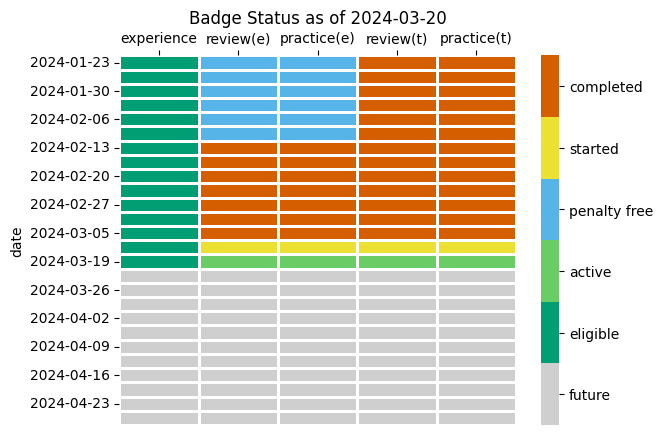 Badge Status as of 2024-03-20
experience review(e) practice(e) review(t) practice(t)
date
2024-01-23
2024-01-30
2024-02-06
2024-02-13
2024-02-20
2024-02-27
2024-03-05
2024-03-19
2024-03-26
2024-04-02
2024-04-09
2024-04-16
2024-04-23
completed
started
penalty free
active
eligible
future